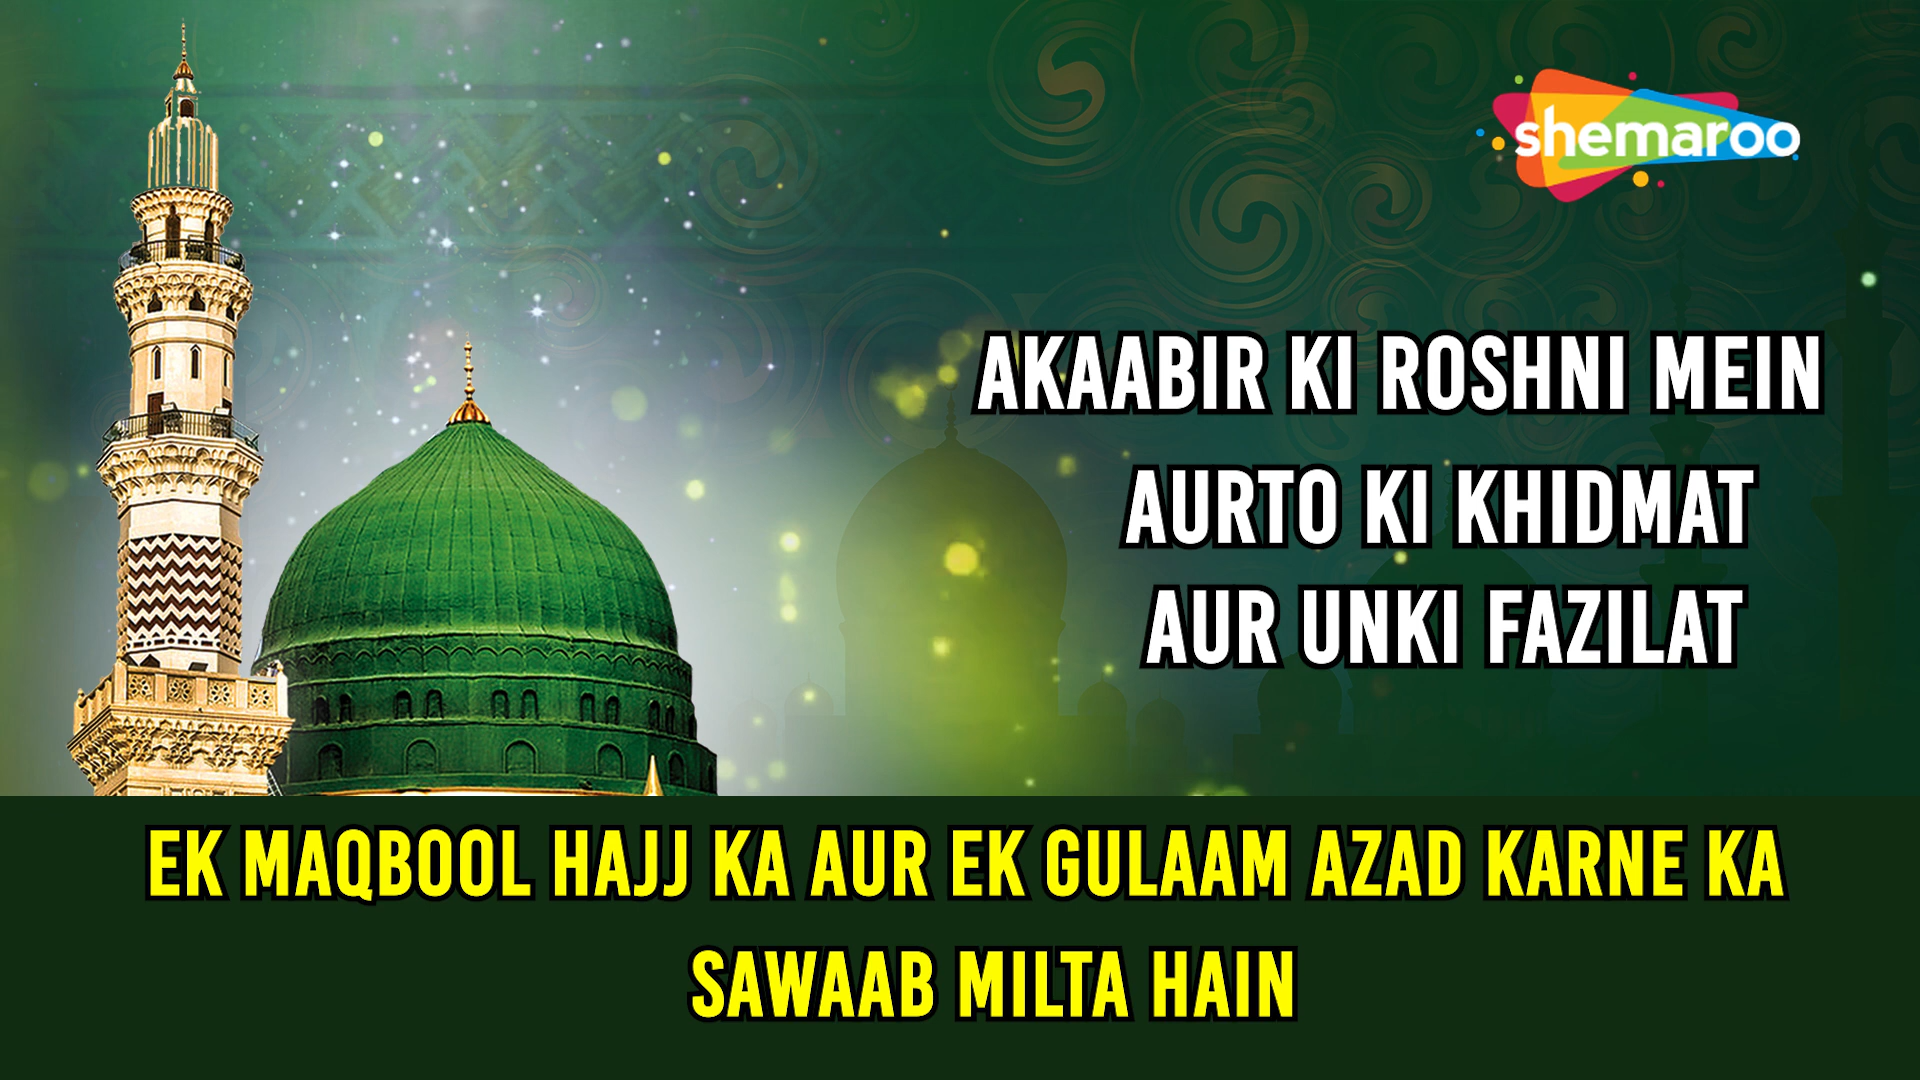 shemaroo
AKAABIR KI ROSHNI MEIN
AURTO KI KHIDMAT
AUR UNKI FAZILAT
EK MAQBOOL HAJJ KA AUR EK GULAAM AZAD KARNE KA
SAWAAB MILTA HAIN